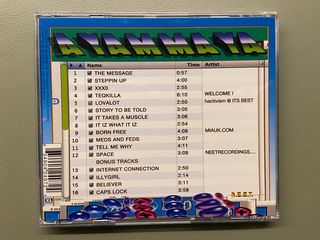 AYAMMAYA
Name Time Artist
1 THE MESSAGE 0:57
2 STEPPIN UP 4:00
3 XXXO 2:55
4 TEQKILLA 6:10 WELCOME !
5 LOVALOT 2:50 hactivism @ ITS BEST
6 STORY TO BE TOLD 3:05
7 IT TAKES A MUSCLE 3:00
8 IT IZ WHAT IT IZ 2:54
9 BORN FREE 4:08 MIAUK.COM
10 MEDS AND FEDS 3:07
11 TELL ME WHY 4:11
12 SPACE 3:09 NEETRECORDINGS...
BONUS TRACKS
13 INTERNET CONNECTION 2:50
14 ILLYGIRL 2:14
15 BELIEVER 3:11
16 CAPS LOCK 3:58
N.E.E.T.